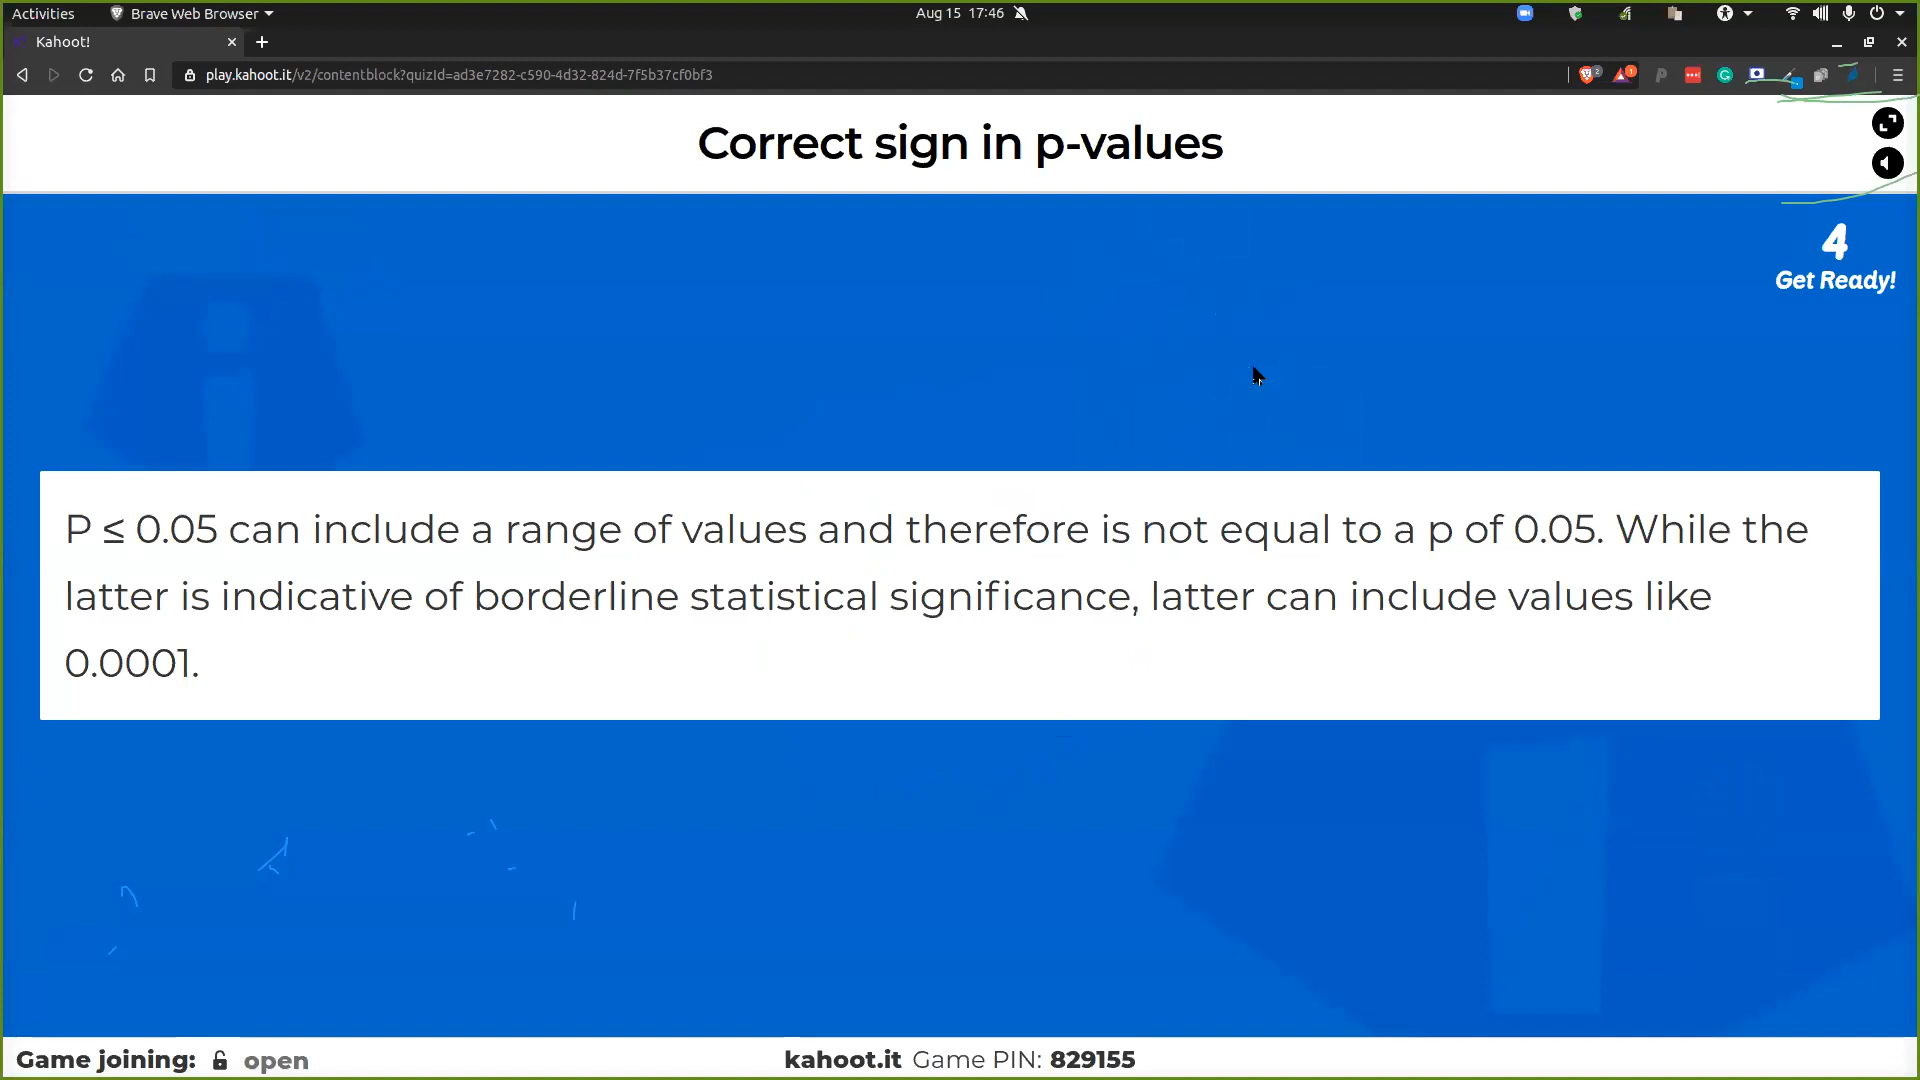 Activities Brave Web Browser Aug 15 17:46
Kahoot!
play.kahoot.it/v2/contentblock?quizId=ad3e7282-c590-4d32-824d-7f5b37cf0bf3
Correct sign in p-values
4
Get Ready!
P ≤ 0.05 can include a range of values and therefore is not equal to a p of 0.05. While the
latter is indicative of borderline statistical significance, latter can include values like
0.0001.
Game joining: open kahoot.it Game PIN: 829155